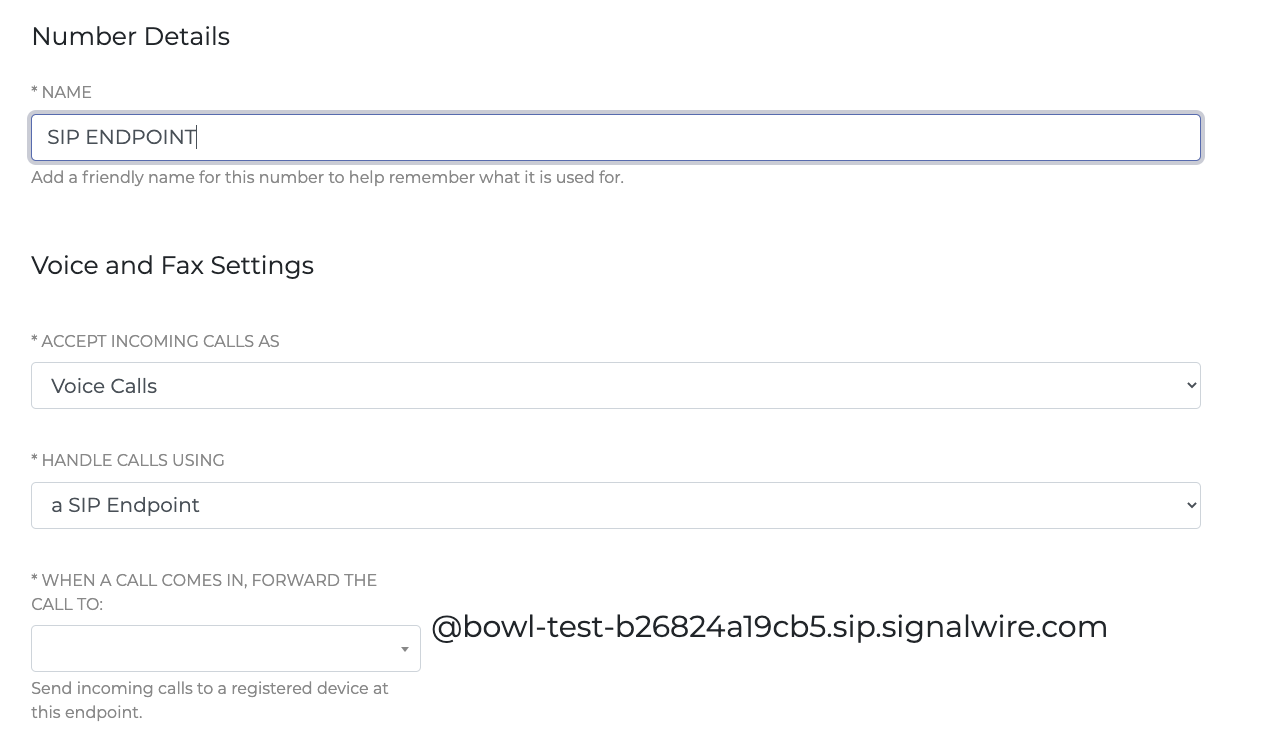 Number Details
* NAME
SIP ENDPOINT
Add a friendly name for this number to help remember what it is used for.
Voice and Fax Settings
* ACCEPT INCOMING CALLS AS
Voice Calls
* HANDLE CALLS USING
a SIP Endpoint
* WHEN A CALL COMES IN, FORWARD THE
CALL TO:
@bowl-test-b26824a19cb5.sip.signalwire.com
Send incoming calls to a registered device at
this endpoint.